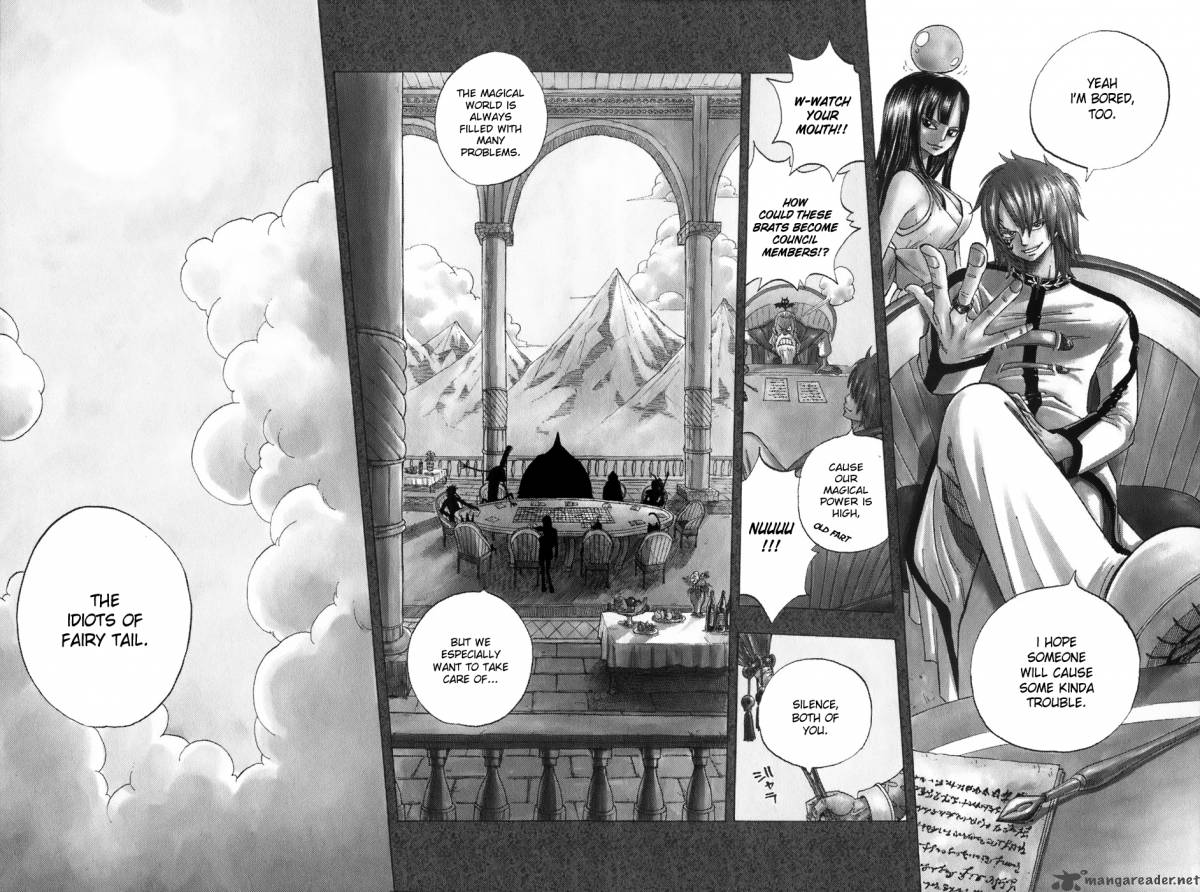 YEAH
I'M BORED,
TOO.
I HOPE
SOMEONE
WILL CAUSE
SOME KINDA
TROUBLE.
W-WATCH
YOUR
MOUTH!!
HOW
COULD THESE
BRATS BECOME
COUNCIL
MEMBERS!?
CAUSE
OUR
MAGICAL
POWER IS
HIGH,
OLD FART
NUUUU
!!!
SILENCE,
BOTH OF
YOU.
ジャラ
THE MAGICAL
WORLD IS
ALWAYS
FILLED WITH
MANY
PROBLEMS.
BUT WE
ESPECIALLY
WANT TO TAKE
CARE OF...
THE
IDIOTS OF
FAIRY TAIL.
mangareader.net